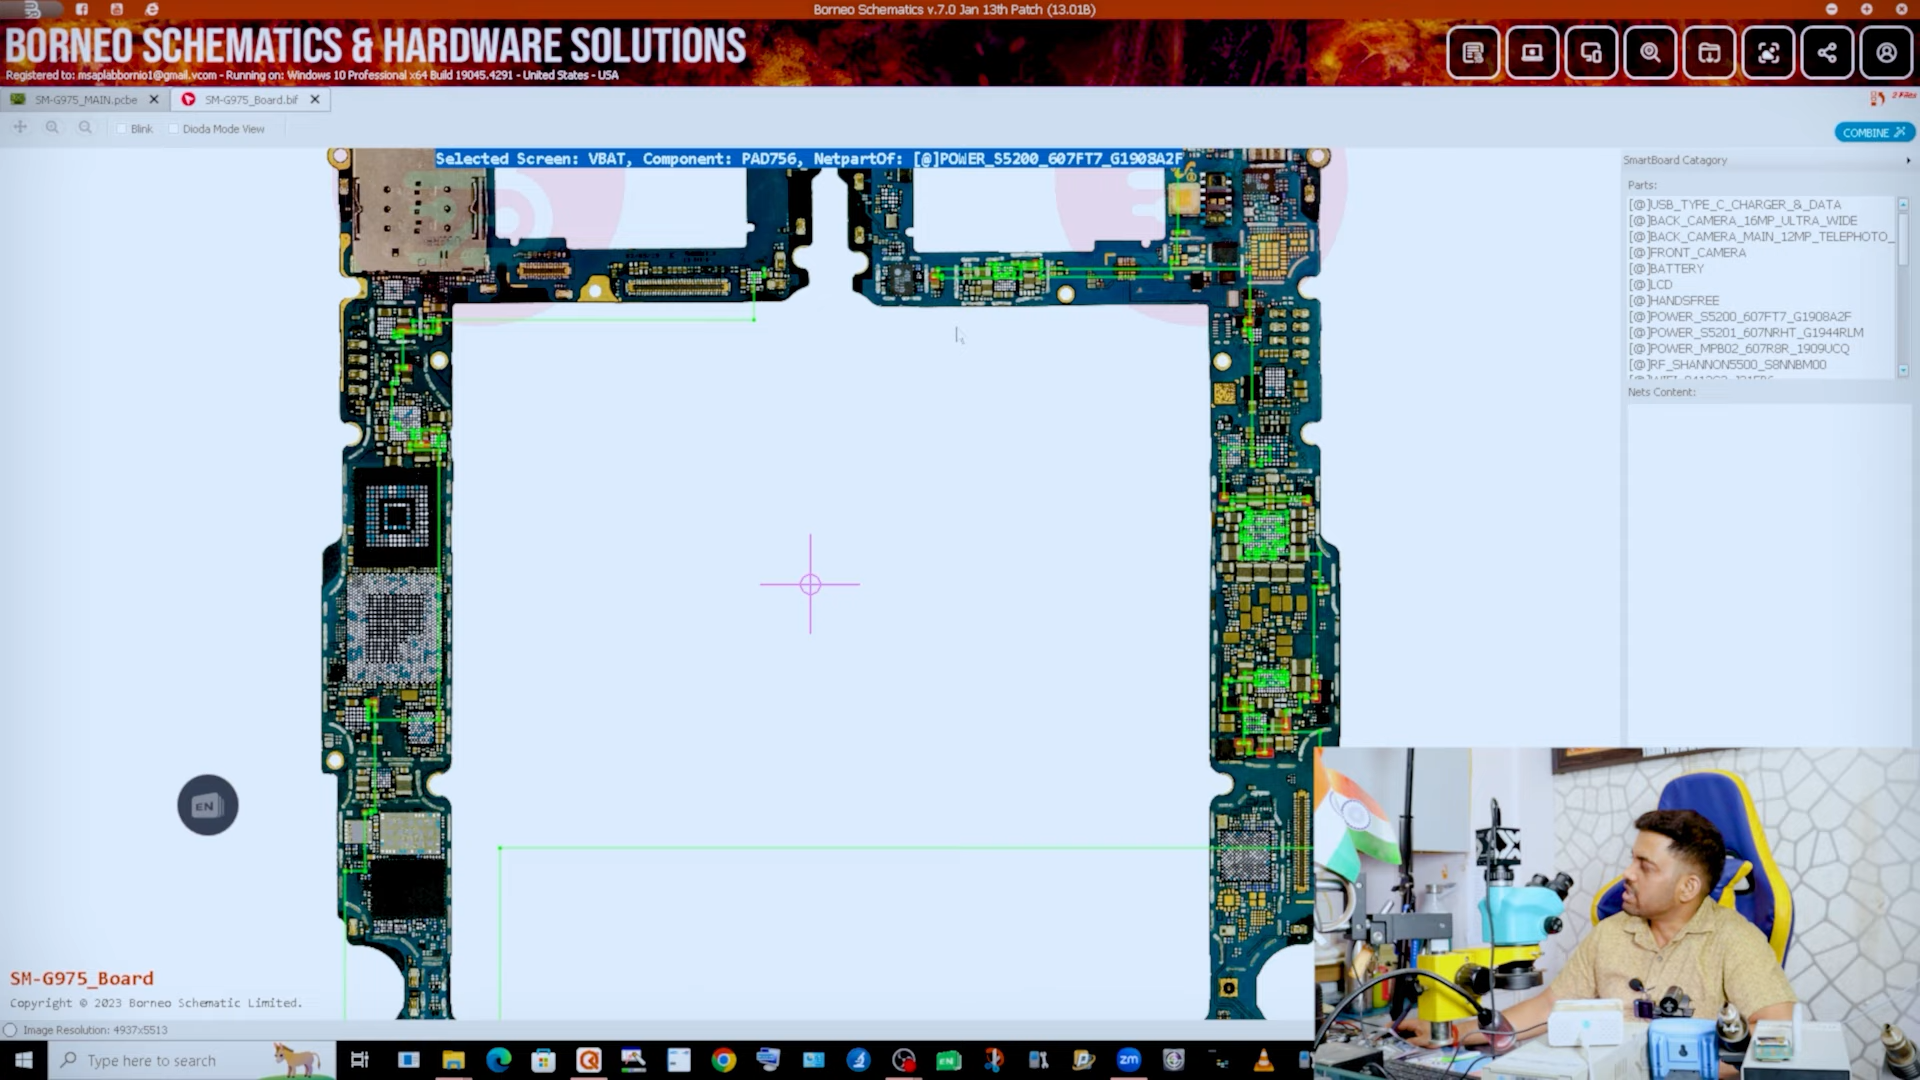 Borneo Schematics v.7.0 Jan 13th Patch (13.01B)
BORNEO SCHEMATICS & HARDWARE SOLUTIONS
Registered to: msaplabbornio1@gmail.vcom - Running on: Windows 10 Professional x64 Build 19045.4291 - United States - USA
SM-G975_MAIN.pcbe
SM-G975_Board.bif
2 Files
Blink
Dioda Mode View
COMBINE
Selected Screen: VBAT, Component: PAD756, NetpartOf: [@]POWER_S5200_607FT7_G1908A2F
SmartBoard Catagory
Parts:
[@]USB_TYPE_C_CHARGER_&_DATA
[@]BACK_CAMERA_16MP_ULTRA_WIDE
[@]BACK_CAMERA_MAIN_12MP_TELEPHOTO_
[@]FRONT_CAMERA
[@]BATTERY
[@]LCD
[@]HANDSFREE
[@]POWER_S5200_607FT7_G1908A2F
[@]POWER_S5201_607NRHT_G1944RLM
[@]POWER_MPB02_607R8R_1909UCQ
[@]RF_SHANNON5500_S8NNBM00
Nets Content:
EN
SM-G975_Board
Copyright © 2023 Borneo Schematic Limited.
Image Resolution: 4937x5513
Type here to search
zm